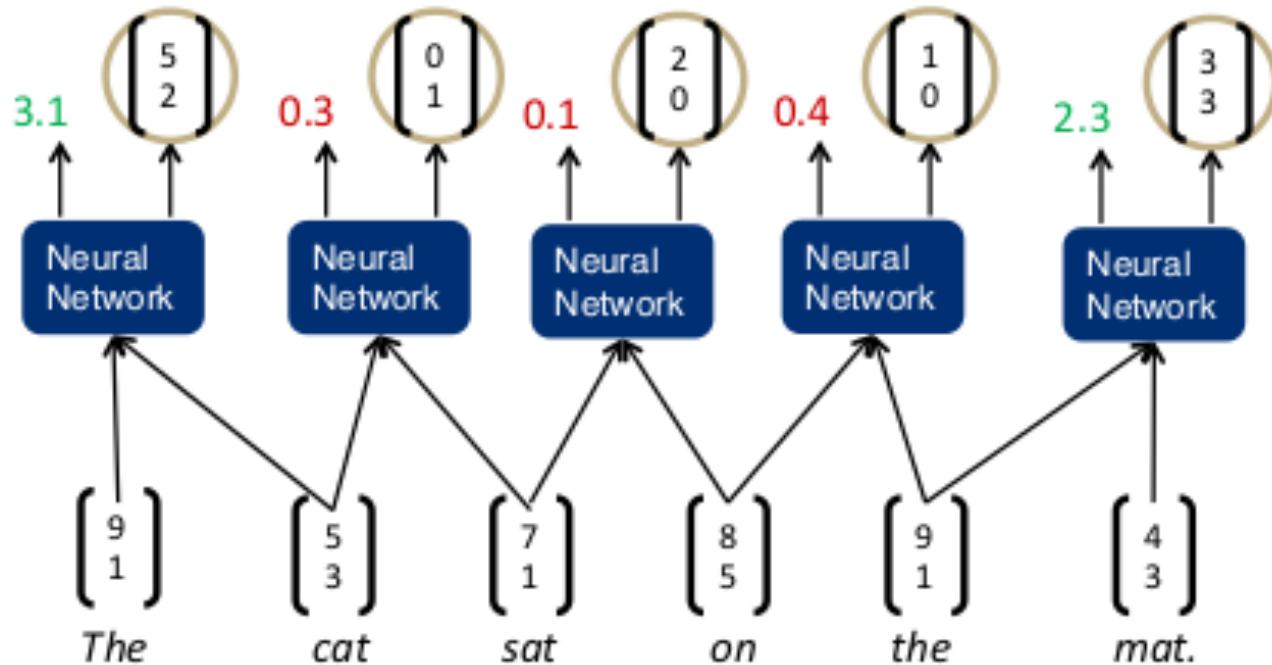 5 0 2 1 3
2 1 0 0 3
3.1 0.3 0.1 0.4 2.3
Neural Neural Neural Neural Neural
Network Network Network Network Network
9 5 7 8 9 4
1 3 1 5 1 3
The cat sat on the mat.